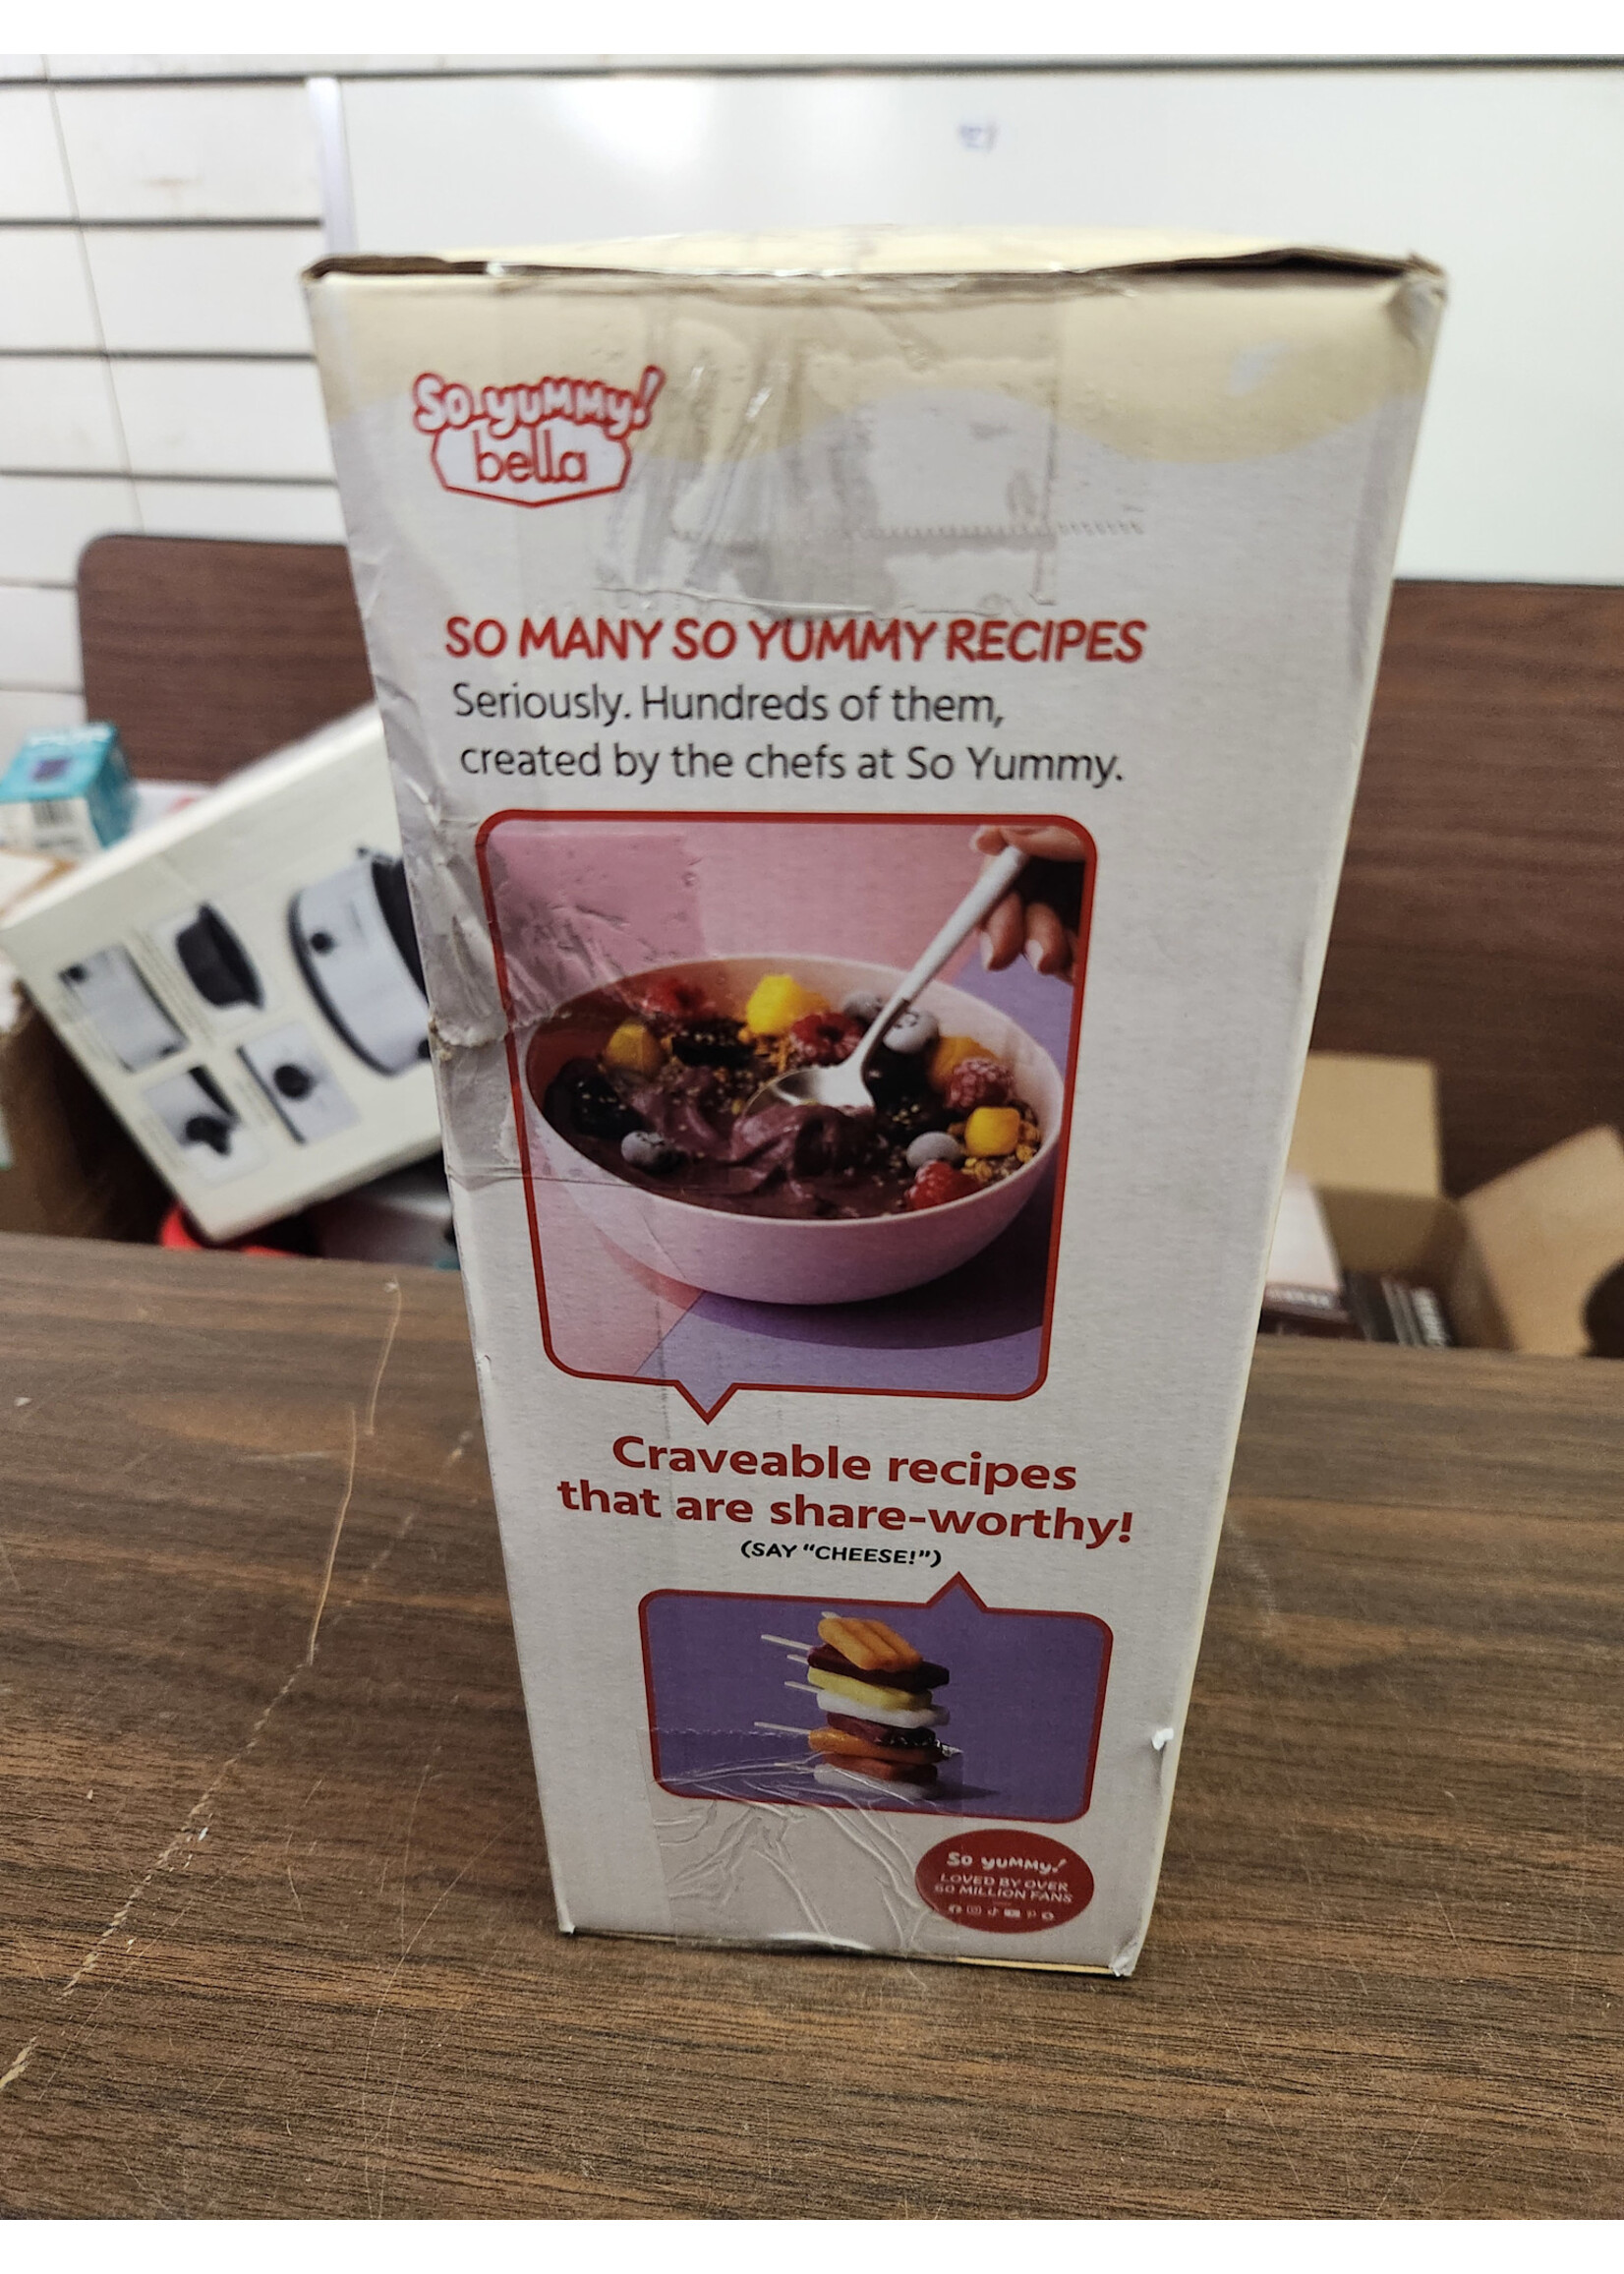 So yummy!
bella
SO MANY SO YUMMY RECIPES
Seriously. Hundreds of them,
created by the chefs at So Yummy.
Craveable recipes
that are share-worthy!
(SAY “CHEESE!”)
So yummy!
LOVED BY OVER
60 MILLION FANS